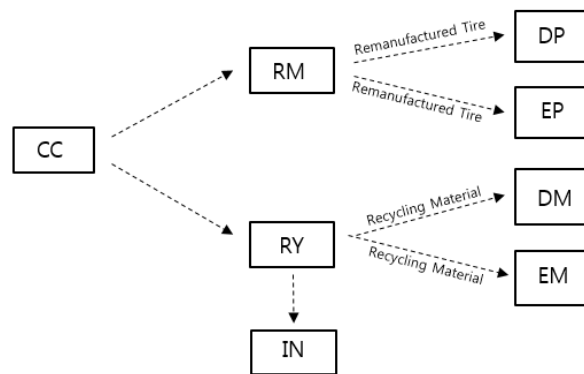 CC
RM
Remanufactured Tire
DP
Remanufactured Tire
EP
RY
Recycling Material
DM
Recycling Material
EM
IN